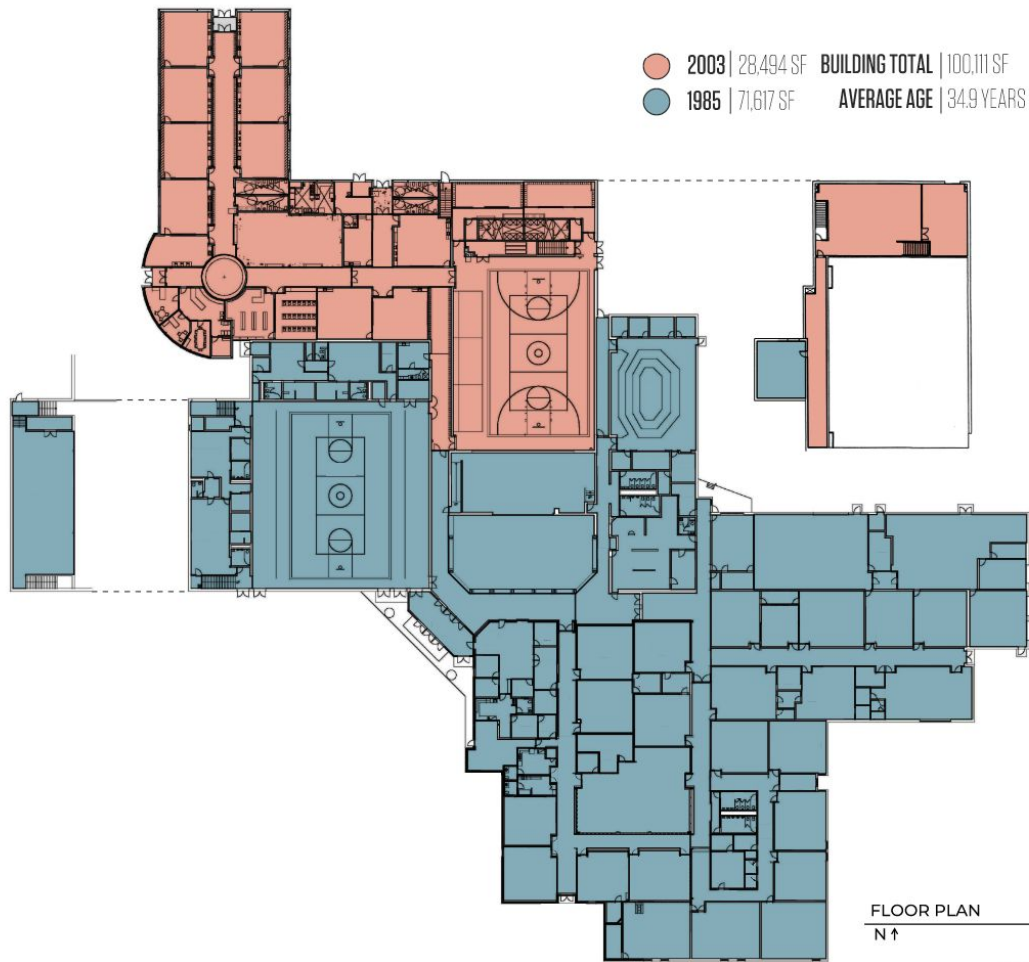 2003 | 28,494 SF BUILDING TOTAL | 100,111 SF
1985 | 71,617 SF AVERAGE AGE | 34.9 YEARS
FLOOR PLAN
N ↑